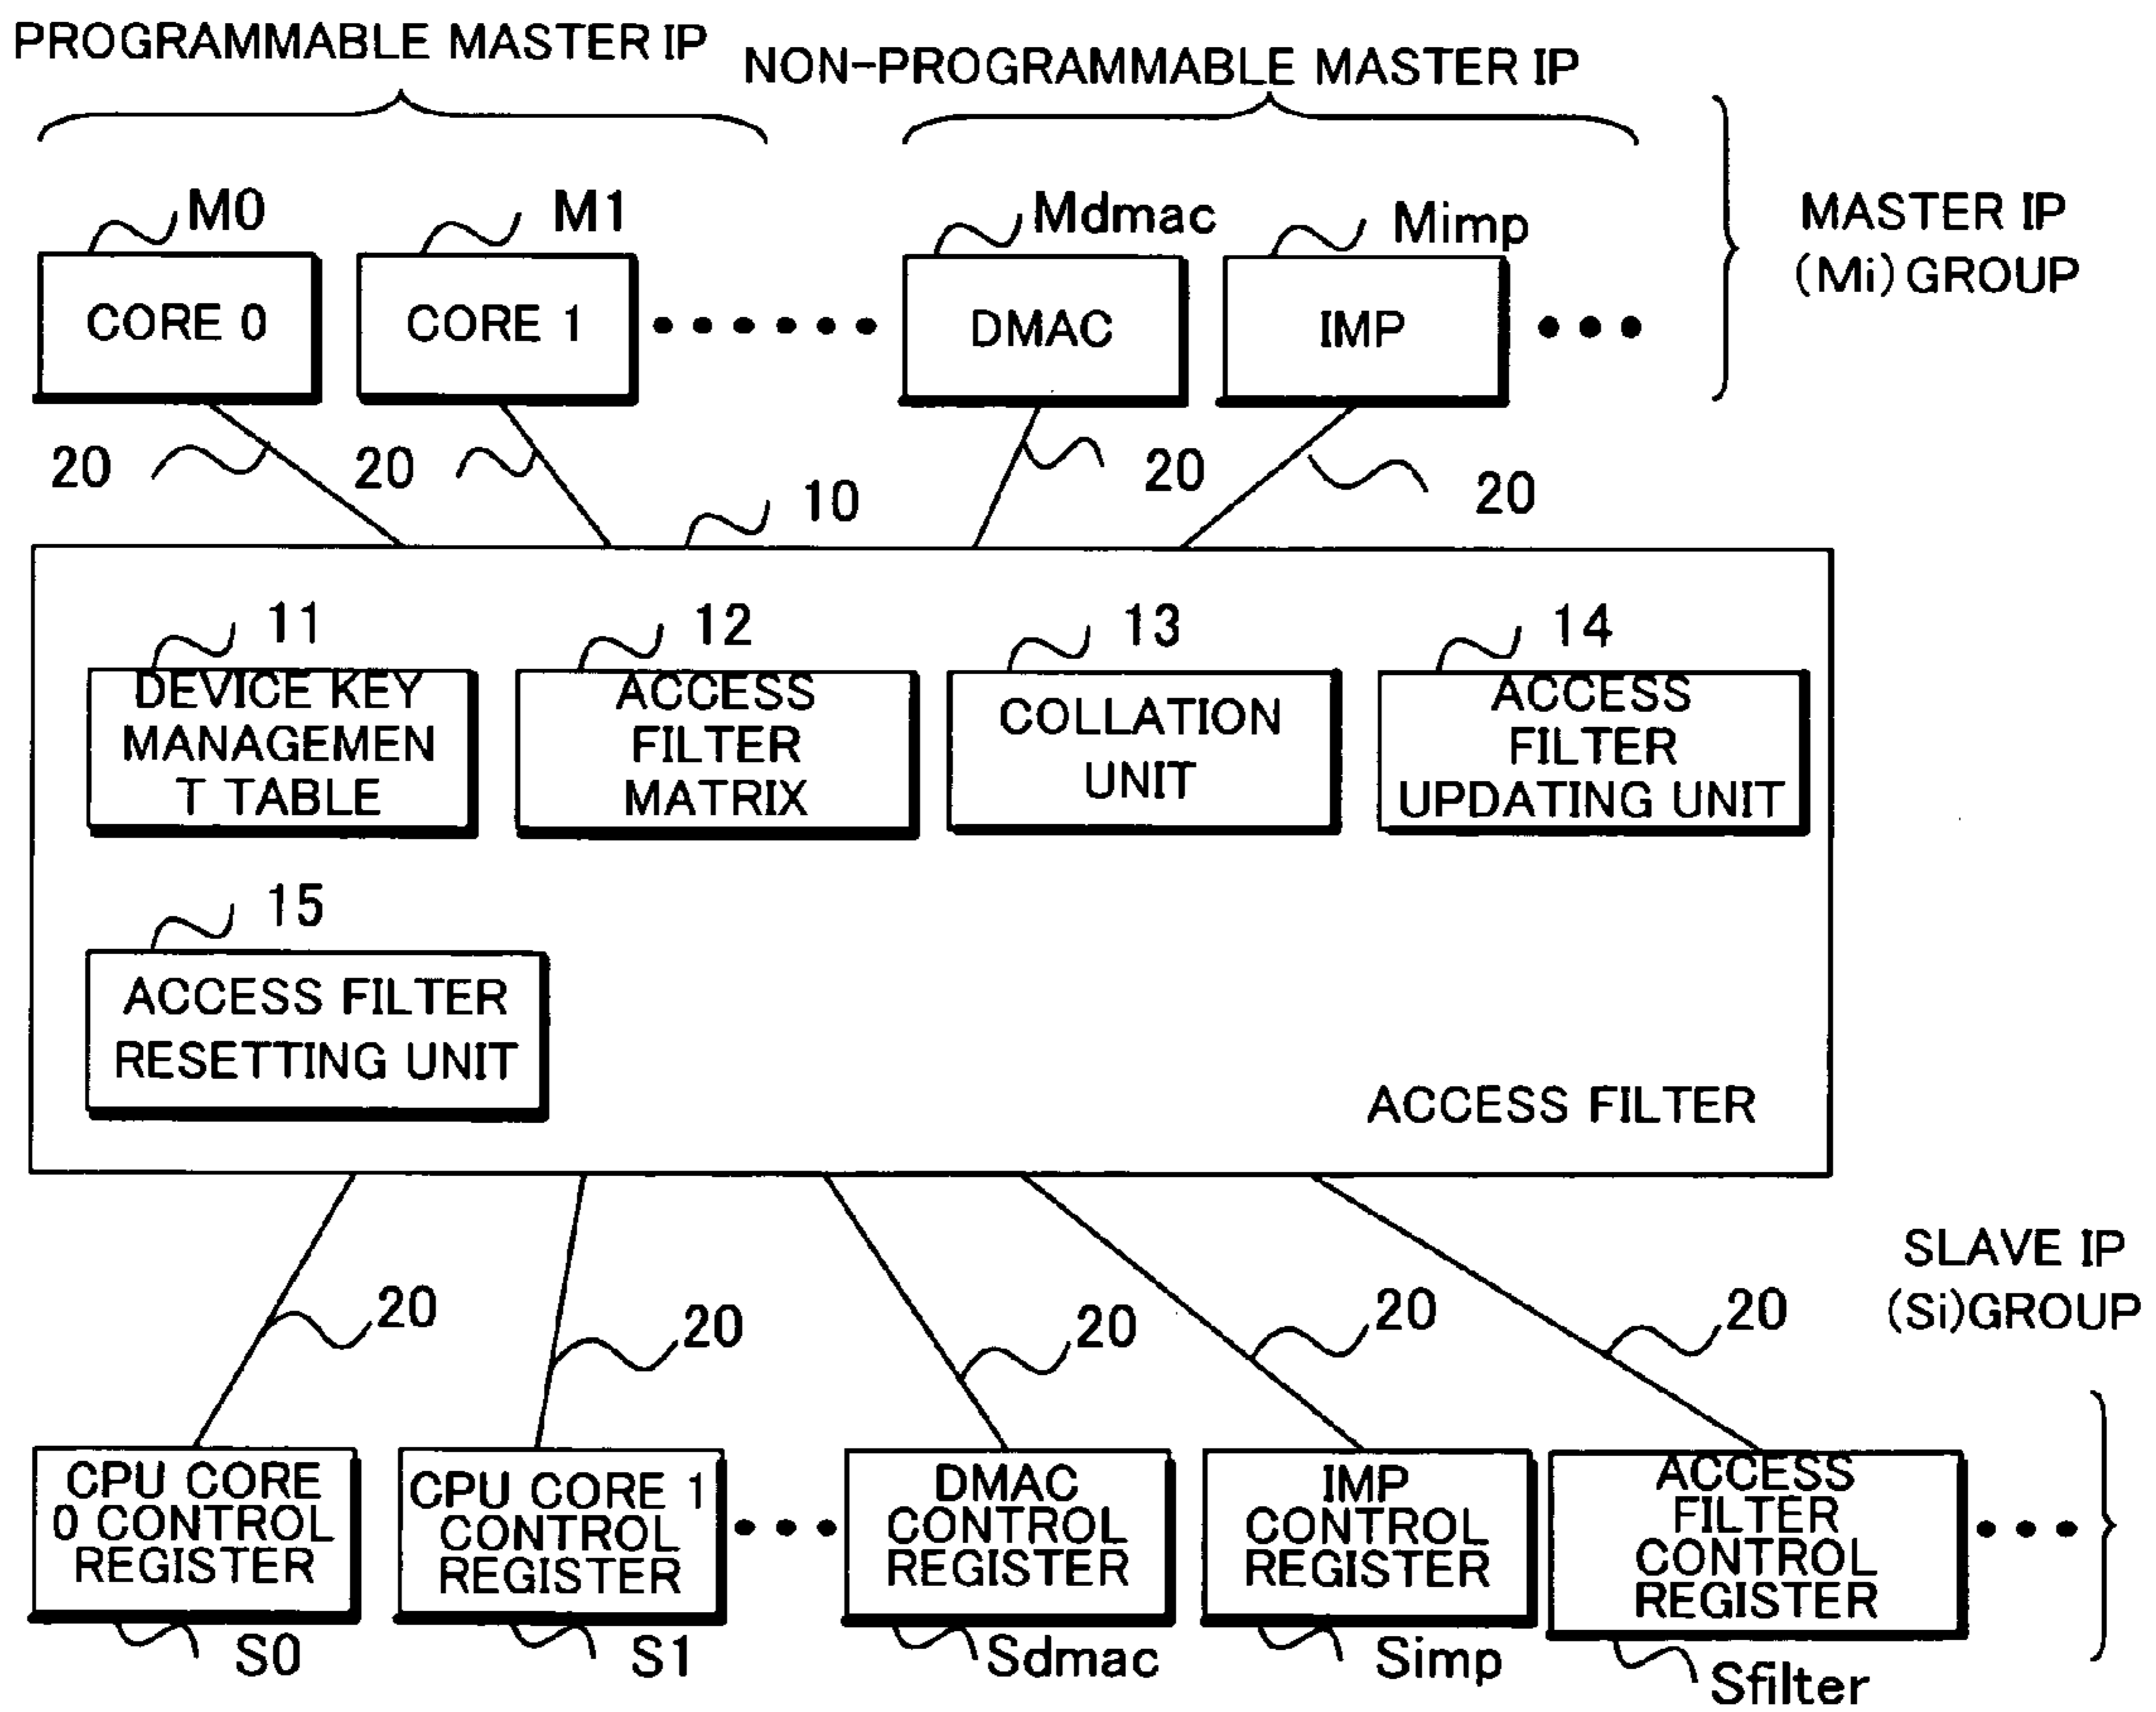 PROGRAMMABLE MASTER IP
NON-PROGRAMMABLE MASTER IP
M0
M1
Mdmac
Mimp
MASTER IP
(Mi) GROUP
CORE 0
CORE 1
DMAC
IMP
20
20
20
20
10
11
12
13
14
DEVICE KEY
MANAGEMEN
T TABLE
ACCESS
FILTER
MATRIX
COLLATION
UNIT
ACCESS
FILTER
UPDATING UNIT
15
ACCESS FILTER
RESETTING UNIT
ACCESS FILTER
SLAVE IP
(Si)GROUP
20
20
20
20
20
CPU CORE
0 CONTROL
REGISTER
CPU CORE 1
CONTROL
REGISTER
DMAC
CONTROL
REGISTER
IMP
CONTROL
REGISTER
ACCESS
FILTER
CONTROL
REGISTER
S0
S1
Sdmac
Simp
Sfilter